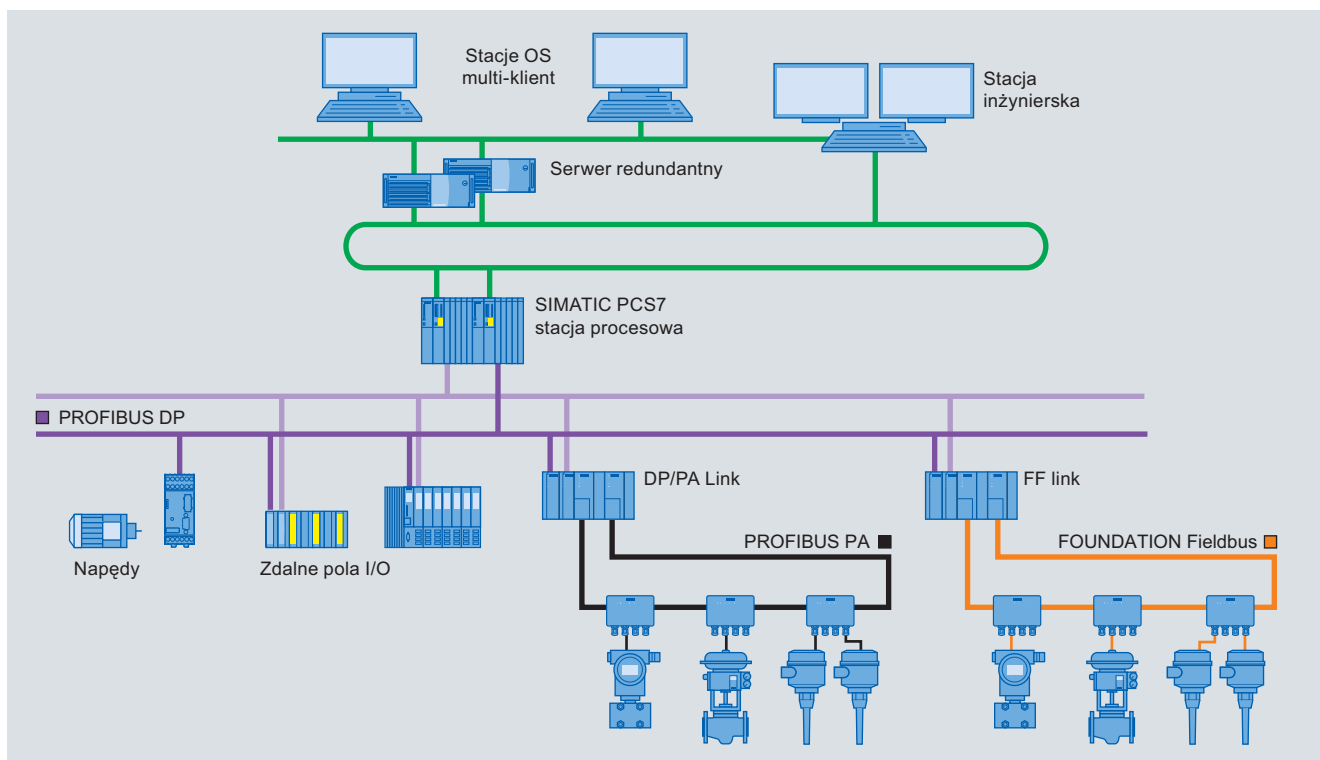 Stacje OS
multi-klient
Stacja
inżynierska
Serwer redundantny
SIMATIC PCS7
stacja procesowa
PROFIBUS DP
DP/PA Link
FF link
PROFIBUS PA
FOUNDATION Fieldbus
Napędy
Zdalne pola I/O